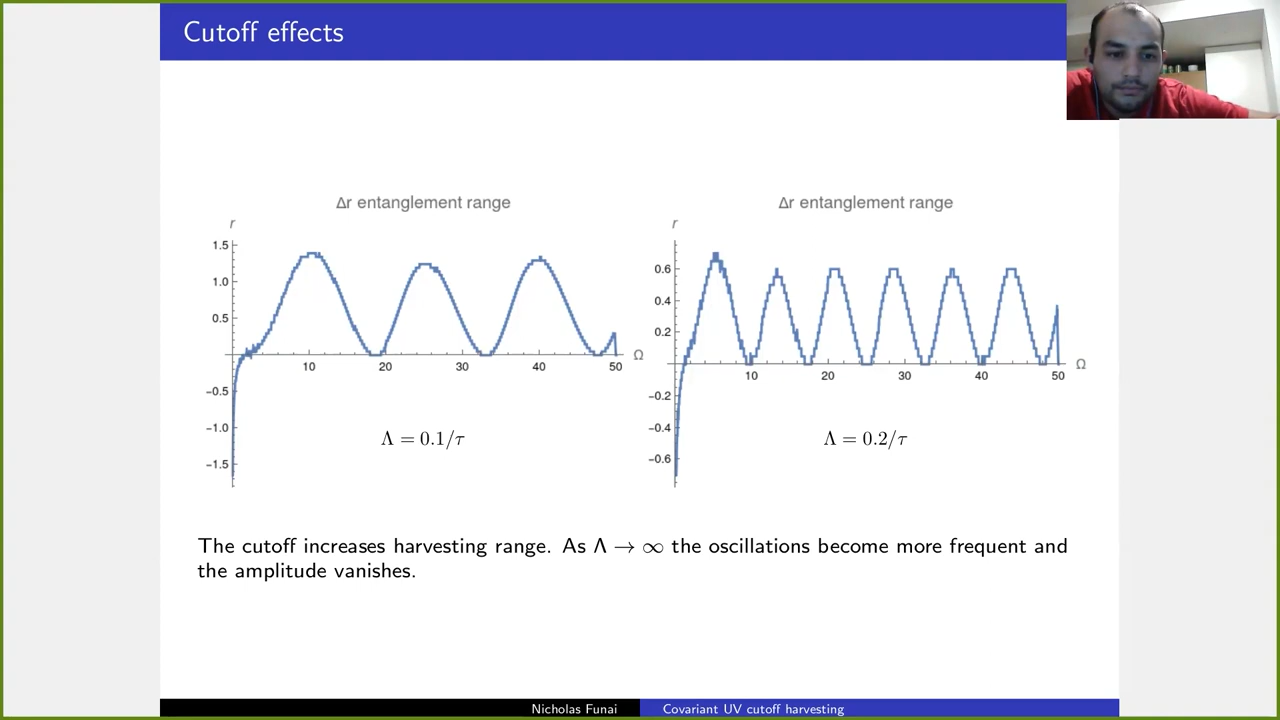 Cutoff effects
Δr entanglement range
r
1.5
1.0
0.5
-0.5
-1.0
-1.5
10
20
30
40
50
Ω
Λ = 0.1/τ
Δr entanglement range
r
0.6
0.4
0.2
-0.2
-0.4
-0.6
10
20
30
40
50
Ω
Λ = 0.2/τ
The cutoff increases harvesting range. As Λ → ∞ the oscillations become more frequent and
the amplitude vanishes.
Nicholas Funai
Covariant UV cutoff harvesting